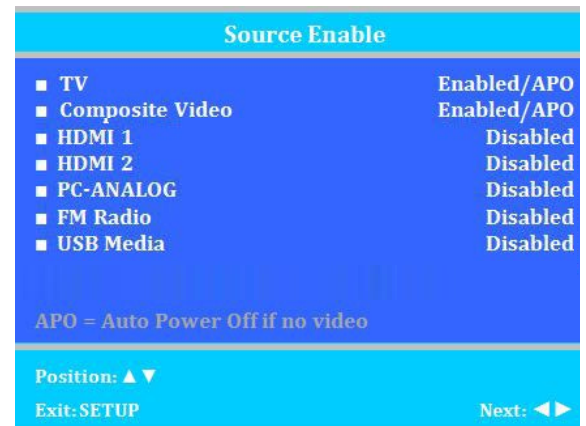 Source Enable
■ TV Enabled/APO
■ Composite Video Enabled/APO
■ HDMI 1 Disabled
■ HDMI 2 Disabled
■ PC-ANALOG Disabled
■ FM Radio Disabled
■ USB Media Disabled
APO = Auto Power Off if no video
Position: ▲ ▼
Exit: SETUP Next: ◀ ▶